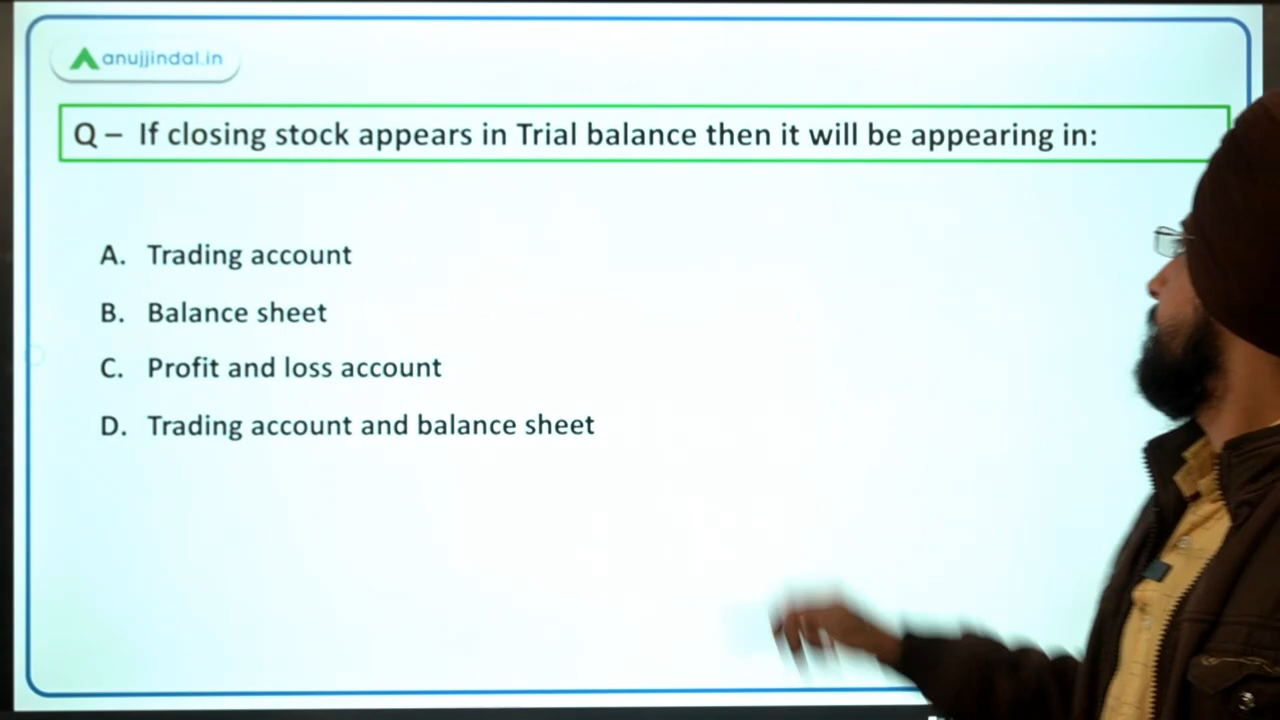 anujjindal.in
Q – If closing stock appears in Trial balance then it will be appearing in:
A. Trading account
B. Balance sheet
C. Profit and loss account
D. Trading account and balance sheet